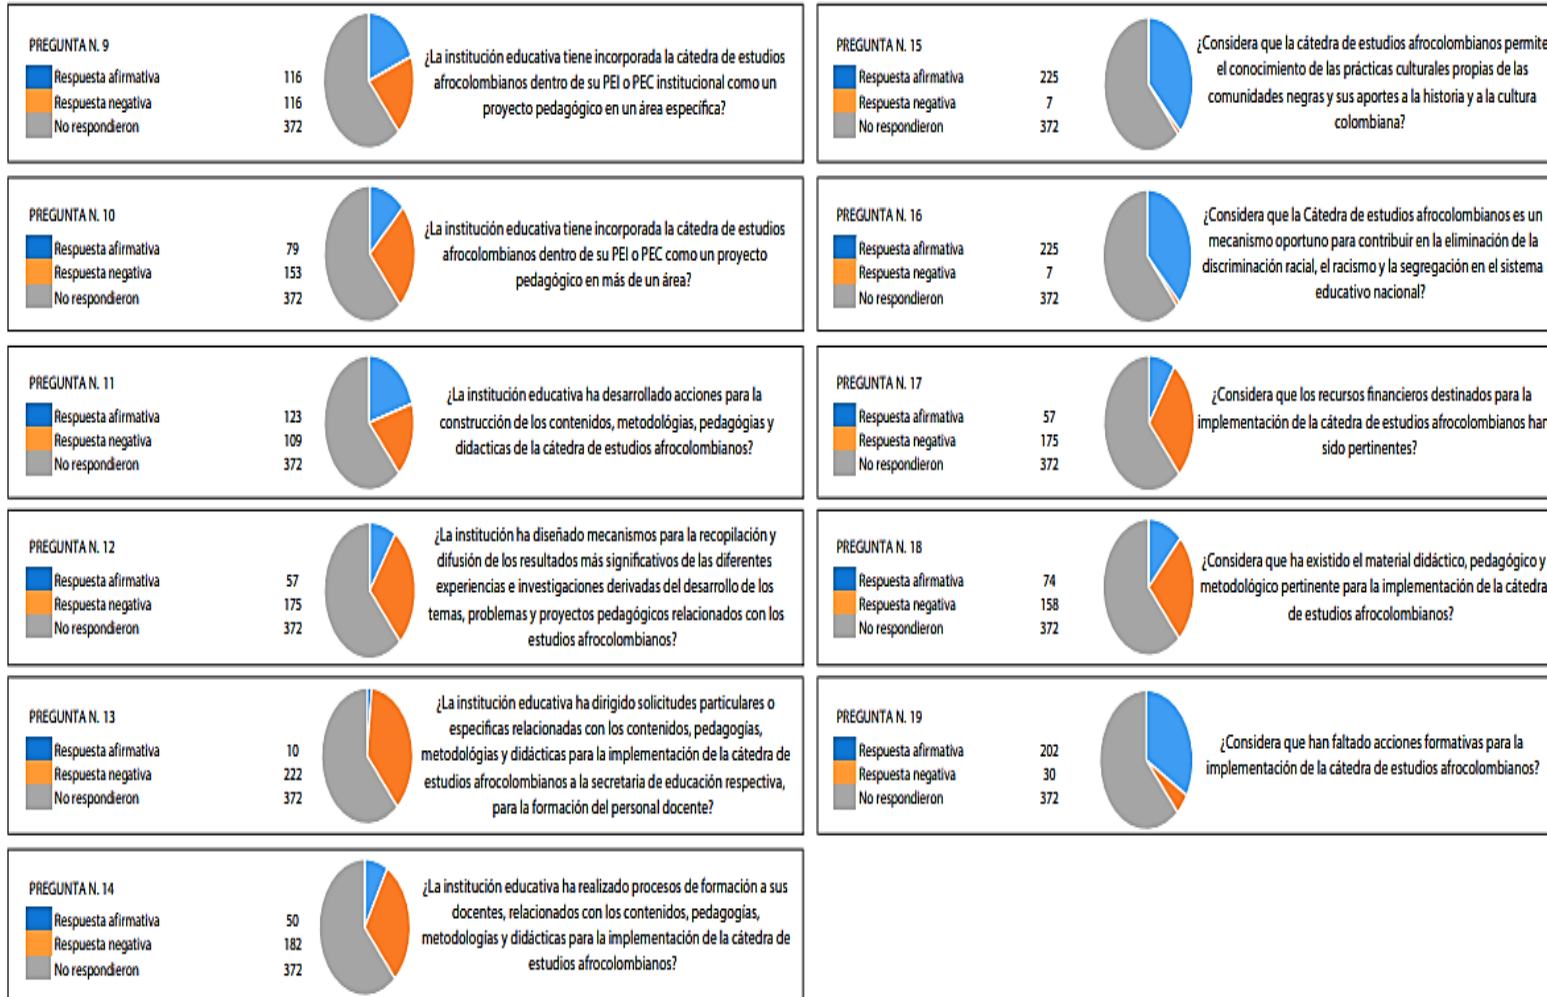 PREGUNTA N. 9
Respuesta afirmativa 116
Respuesta negativa 116
No respondieron 372
¿La institución educativa tiene incorporada la cátedra de estudios
afrocolombianos dentro de su PEI o PEC institucional como un
proyecto pedagógico en un área específica?
PREGUNTA N. 10
Respuesta afirmativa 79
Respuesta negativa 153
No respondieron 372
¿La institución educativa tiene incorporada la cátedra de estudios
afrocolombianos dentro de su PEI o PEC como un proyecto
pedagógico en más de un área?
PREGUNTA N. 11
Respuesta afirmativa 123
Respuesta negativa 109
No respondieron 372
¿La institución educativa ha desarrollado acciones para la
construcción de los contenidos, metodológias, pedagógias y
didacticas de la cátedra de estudios afrocolombianos?
PREGUNTA N. 12
Respuesta afirmativa 57
Respuesta negativa 175
No respondieron 372
¿La institución ha diseñado mecanismos para la recopilación y
difusión de los resultados más significativos de las diferentes
experiencias e investigaciones derivadas del desarrollo de los
temas, problemas y proyectos pedagógicos relacionados con los
estudios afrocolombianos?
PREGUNTA N. 13
Respuesta afirmativa 10
Respuesta negativa 222
No respondieron 372
¿La institución educativa ha dirigido solicitudes particulares o
especificas relacionadas con los contenidos, pedagogías,
metodológias y didácticas para la implementación de la cátedra de
estudios afrocolombianos a la secretaria de educación respectiva,
para la formación del personal docente?
PREGUNTA N. 14
Respuesta afirmativa 50
Respuesta negativa 182
No respondieron 372
¿La institución educativa ha realizado procesos de formación a sus
docentes, relacionados con los contenidos, pedagogías,
metodologías y didácticas para la implementación de la cátedra de
estudios afrocolombianos?
PREGUNTA N. 15
Respuesta afirmativa 225
Respuesta negativa 7
No respondieron 372
¿Considera que la cátedra de estudios afrocolombianos permite
el conocimiento de las prácticas culturales propias de las
comunidades negras y sus aportes a la historia y a la cultura
colombiana?
PREGUNTA N. 16
Respuesta afirmativa 225
Respuesta negativa 7
No respondieron 372
¿Considera que la Cátedra de estudios afrocolombianos es un
mecanismo oportuno para contribuir en la eliminación de la
discriminación racial, el racismo y la segregación en el sistema
educativo nacional?
PREGUNTA N. 17
Respuesta afirmativa 57
Respuesta negativa 175
No respondieron 372
¿Considera que los recursos financieros destinados para la
implementación de la cátedra de estudios afrocolombianos han
sido pertinentes?
PREGUNTA N. 18
Respuesta afirmativa 74
Respuesta negativa 158
No respondieron 372
¿Considera que ha existido el material didáctico, pedagógico y
metodológico pertinente para la implementación de la cátedra
de estudios afrocolombianos?
PREGUNTA N. 19
Respuesta afirmativa 202
Respuesta negativa 30
No respondieron 372
¿Considera que han faltado acciones formativas para la
implementación de la cátedra de estudios afrocolombianos?